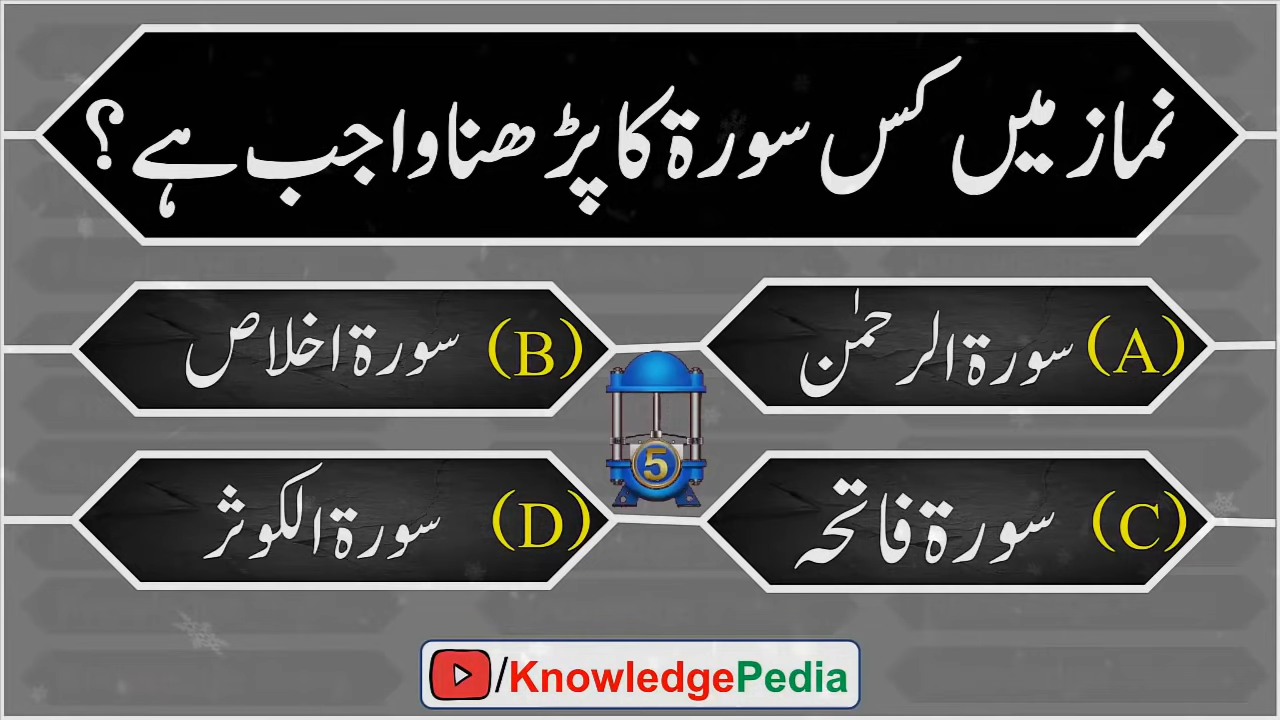 نماز میں کس سورۃ کا پڑھنا واجب ہے؟
(A) سورۃ الرحمٰن
(B) سورۃ اخلاص
5
(C) سورۃ فاتحہ
(D) سورۃ الکوثر
/KnowledgePedia